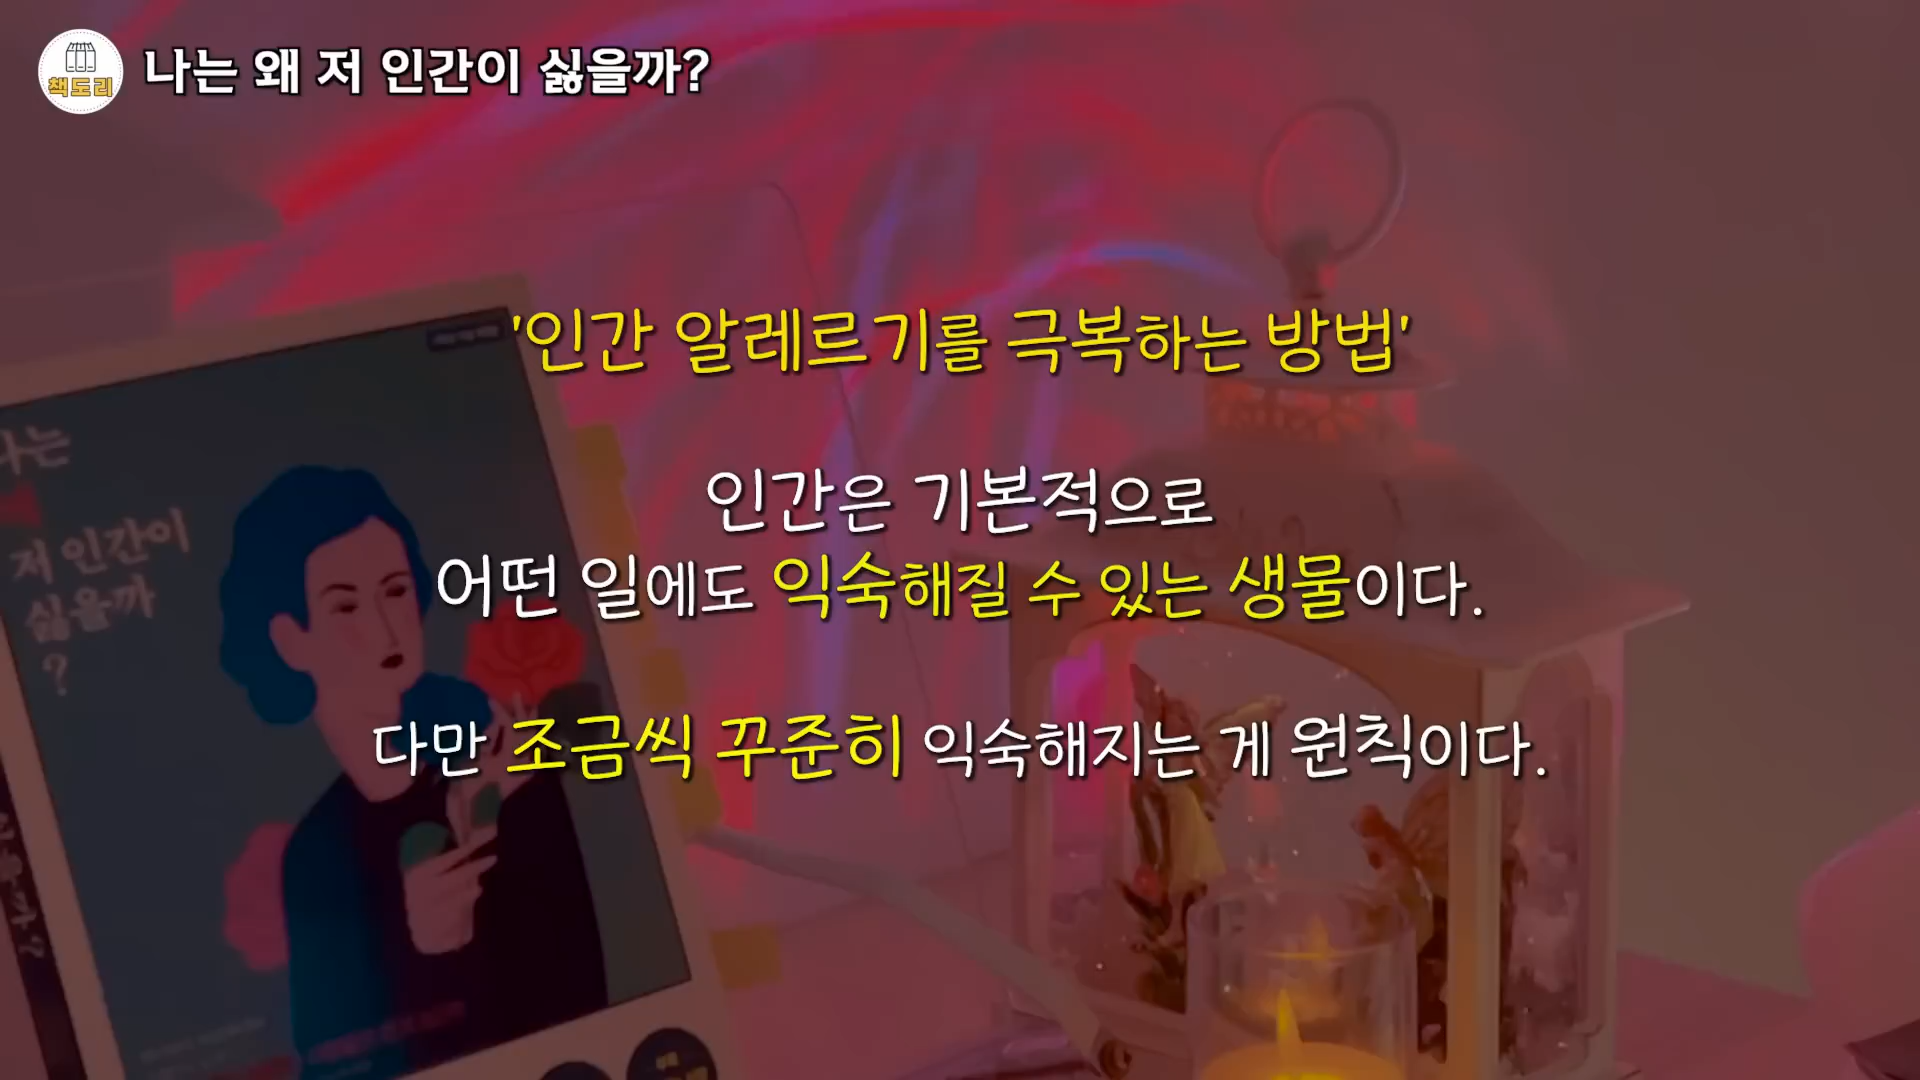 책도리
나는 왜 저 인간이 싫을까?
'인간 알레르기를 극복하는 방법'
인간은 기본적으로
어떤 일에도 익숙해질 수 있는 생물이다.
다만 조금씩 꾸준히 익숙해지는 게 원칙이다.
나는
저 인간이
싫을까
?